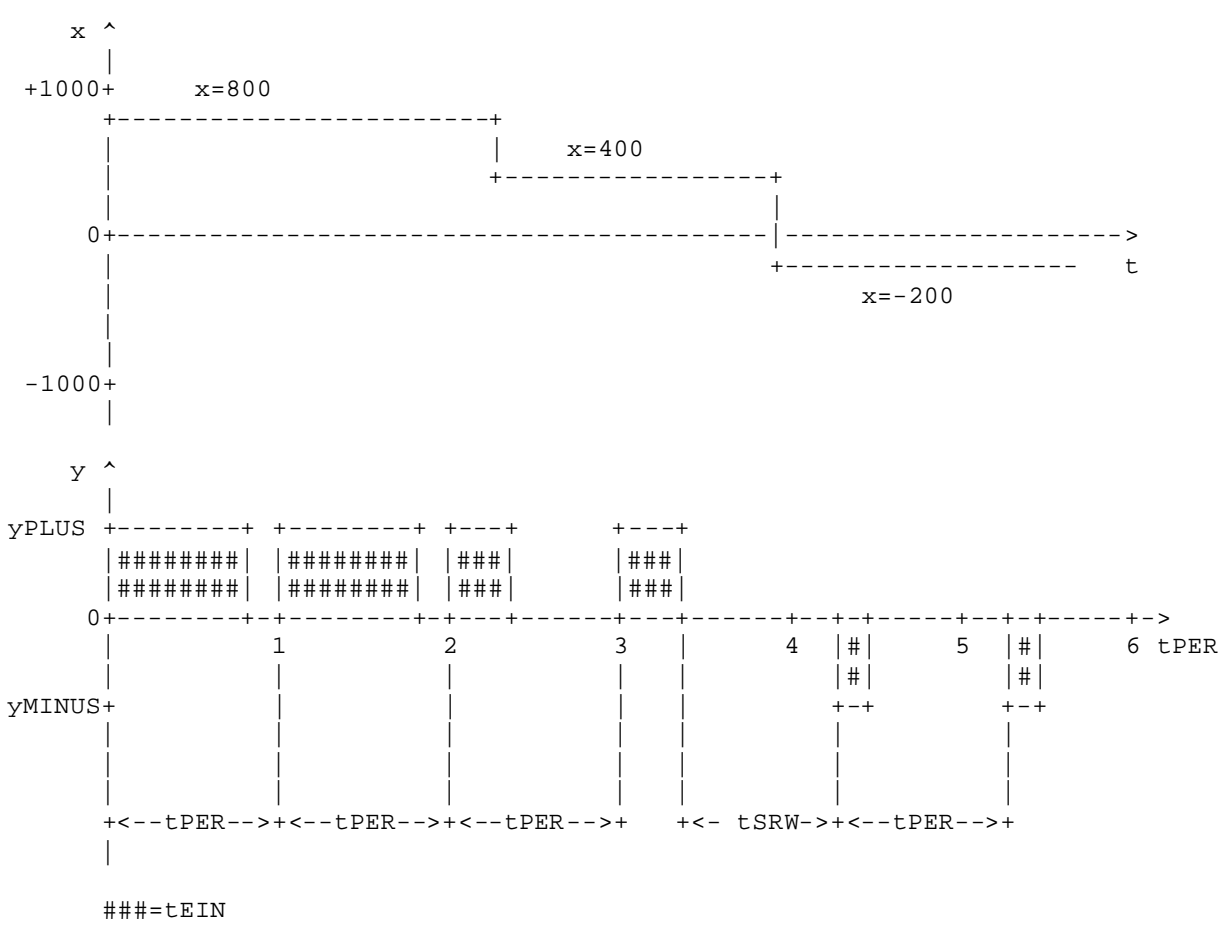 x ^
|
+1000+ x=800
+------------------------+
| | x=400
| +-----------------+
| |
0+------------------------------------------|---------------------->
| +------------------- t
| x=-200
|
|
-1000+
|
y ^
|
yPLUS +--------+ +--------+ +---+ +---+
|########| |########| |###| |###|
|########| |########| |###| |###|
0+--------+-+--------+-+---+------+---+------+--+-+-----+--+-+-----+->
| 1 2 3 | 4 |#| 5 |#| 6 tPER
| | | | | |#| |#|
yMINUS+ | | | | +-+ +-+
| | | | | | |
| | | | | | |
| | | | | | |
+<--tPER-->+<--tPER-->+<--tPER-->+ +<- tSRW->+<--tPER-->+
|
###=tEIN